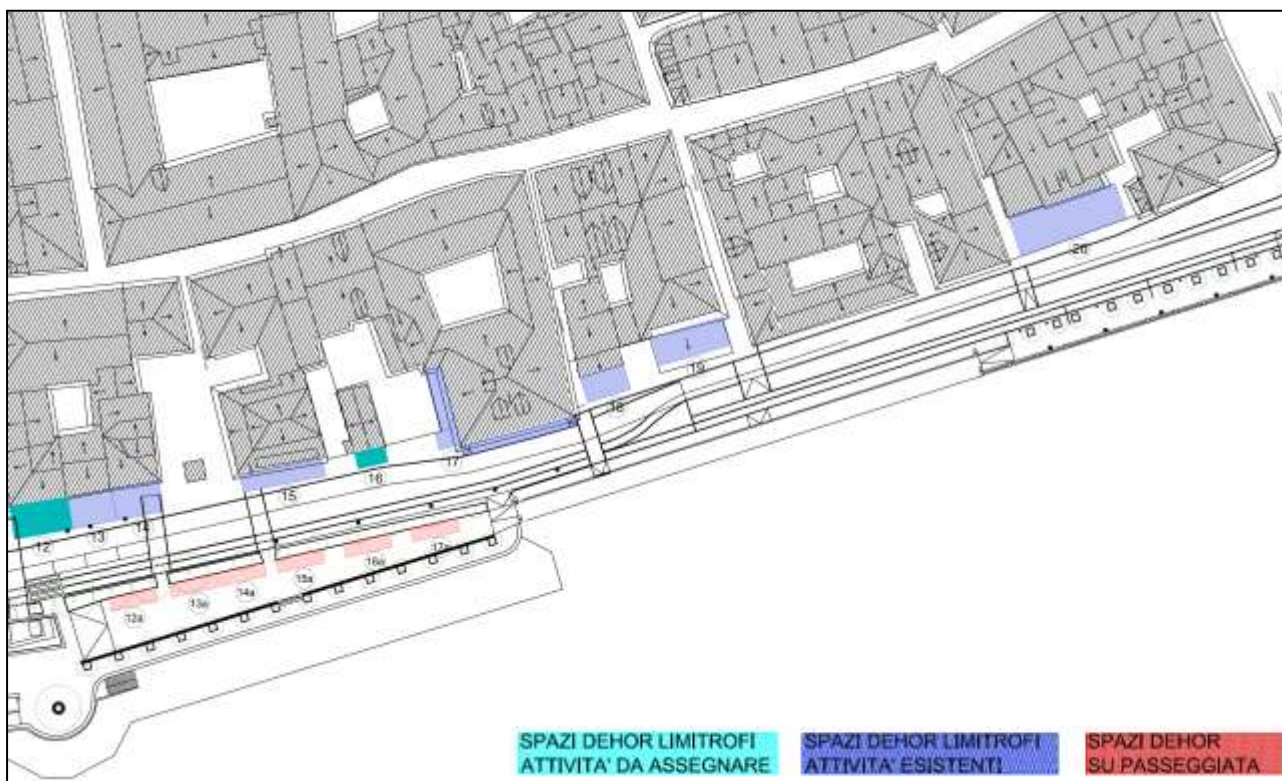 20
19
18
17
16
15
14
13
12
17a
16a
15a
14a
13a
12a
SPAZI DEHOR LIMITROFI
ATTIVITA' DA ASSEGNARE
SPAZI DEHOR LIMITROFI
ATTIVITA' ESISTENTI
SPAZI DEHOR
SU PASSEGGIATA